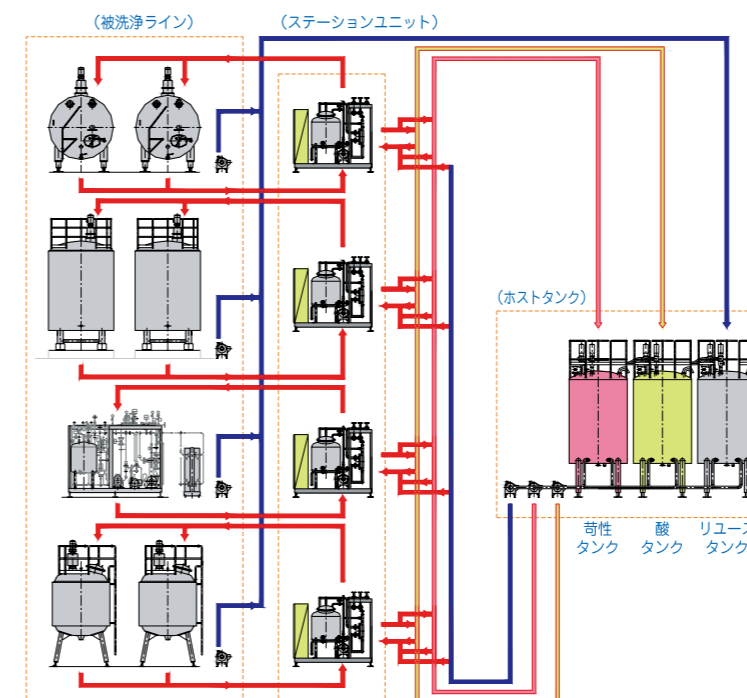 （被洗浄ライン）
（ステーションユニット）
（ホストタンク）
苛性
タンク
酸
タンク
リユース
タンク